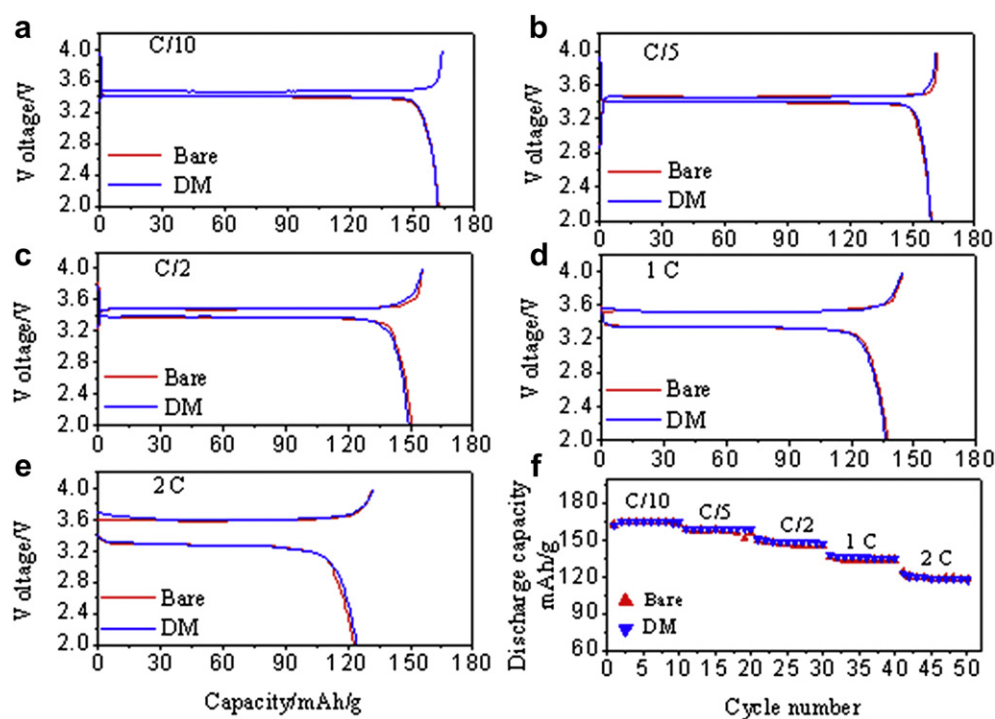 a
C/10
4.0
3.6
3.2
2.8
2.4
2.0
V oltage/V
Bare
DM
0 30 60 90 120 150 180
b
C/5
4.0
3.6
3.2
2.8
2.4
2.0
V oltage/V
Bare
DM
0 30 60 90 120 150 180
c
C/2
4.0
3.6
3.2
2.8
2.4
2.0
V oltage/V
Bare
DM
0 30 60 90 120 150 180
d
1 C
4.0
3.6
3.2
2.8
2.4
2.0
V oltage/V
Bare
DM
0 30 60 90 120 150 180
e
2 C
4.0
3.6
3.2
2.8
2.4
2.0
V oltage/V
Bare
DM
0 30 60 90 120 150 180
Capacity/mAh/g
f
C/10
C/5
C/2
1 C
2 C
180
150
120
90
60
Discharge capacity
mAh/g
Bare
DM
0 5 10 15 20 25 30 35 40 45 50
Cycle number